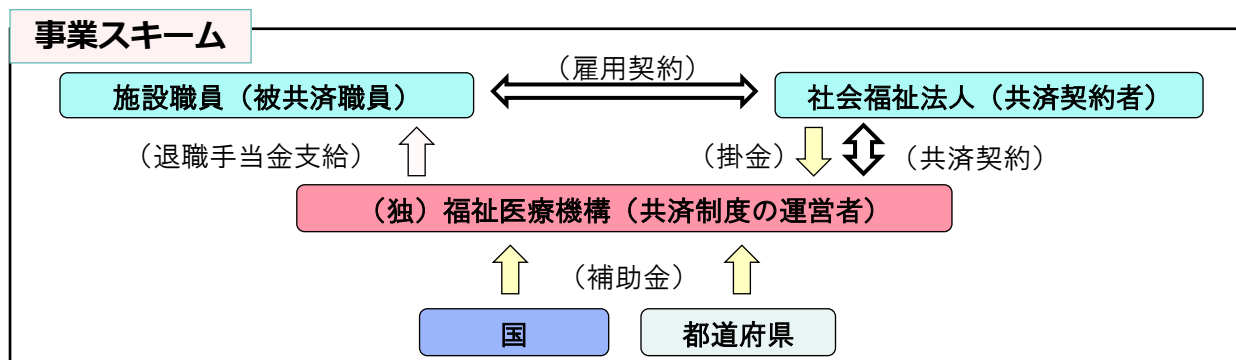 事業スキーム
（雇用契約）
施設職員（被共済職員）
社会福祉法人（共済契約者）
（退職手当金支給）
（掛金）
（共済契約）
（独）福祉医療機構（共済制度の運営者）
（補助金）
国
都道府県